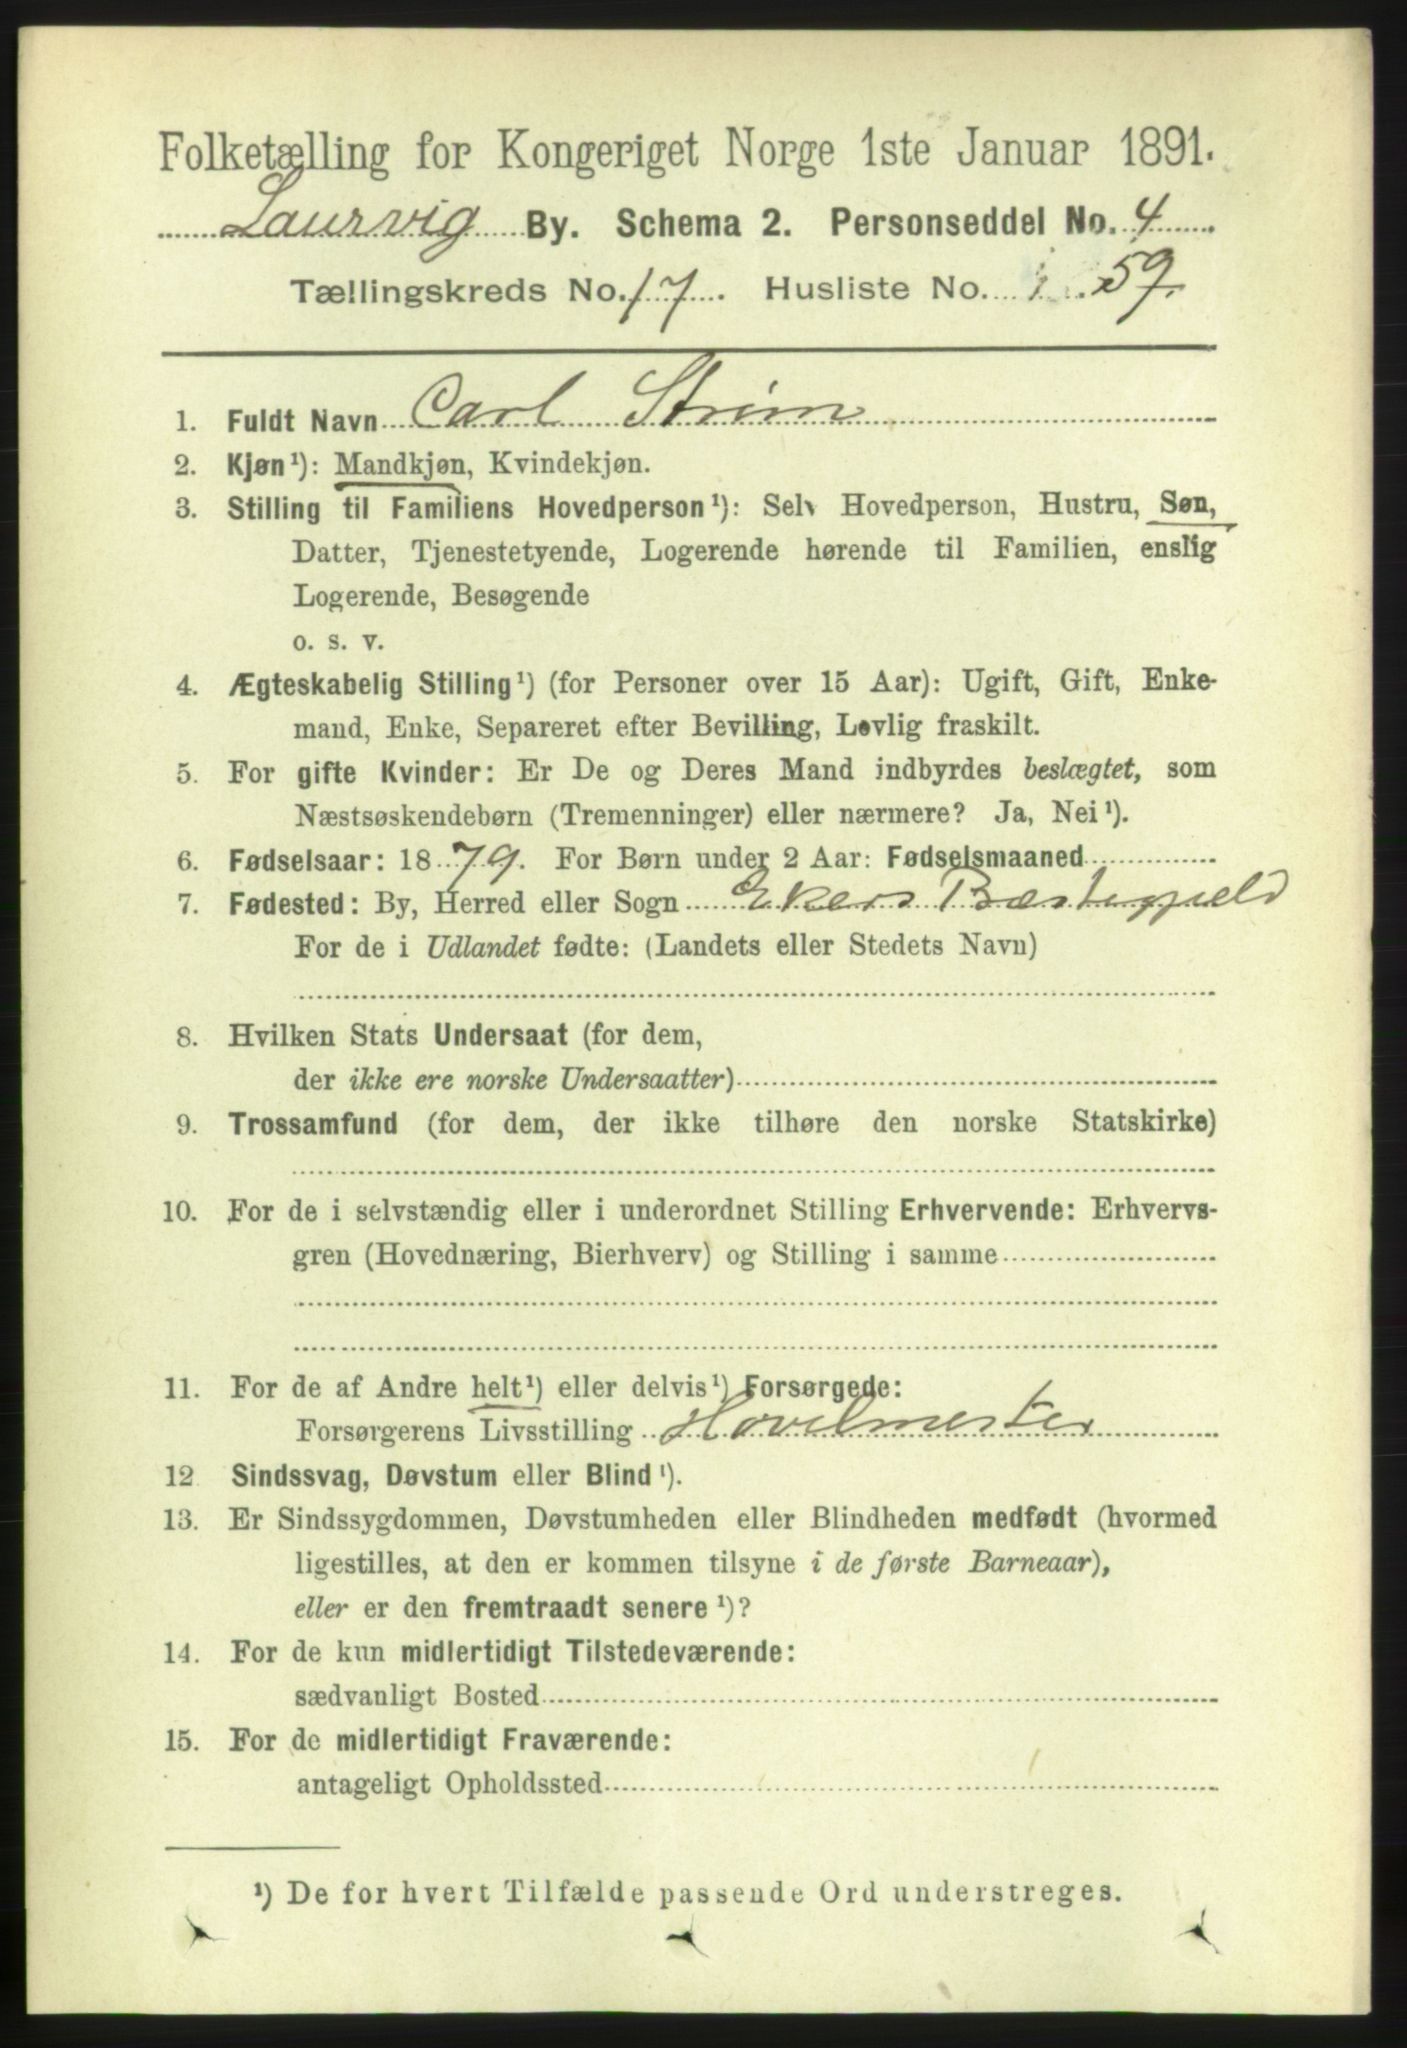 Folketælling for Kongeriget Norge 1ste Januar 1891.
Laurvig By. Schema 2. Personseddel No. 4
Tællingskreds No. 17. Husliste No. 59.
1. Fuldt Navn Carl Strøm
2. Kjøn¹): Mandkjøn, Kvindekjøn.
3. Stilling til Familiens Hovedperson¹): Selv Hovedperson, Hustru, Søn,
Datter, Tjenestetyende, Logerende hørende til Familien, enslig
Logerende, Besøgende
o. s. v.
4. Ægteskabelig Stilling¹) (for Personer over 15 Aar): Ugift, Gift, Enke-
mand, Enke, Separeret efter Bevilling, Lovlig fraskilt.
5. For gifte Kvinder: Er De og Deres Mand indbyrdes beslægtet, som
Næstsøskendebørn (Tremenninger) eller nærmere? Ja, Nei¹).
6. Fødselsaar: 1879. For Børn under 2 Aar: Fødselsmaaned
7. Fødested: By, Herred eller Sogn Ekers Præstegjeld
For de i Udlandet fødte: (Landets eller Stedets Navn)
8. Hvilken Stats Undersaat (for dem,
der ikke ere norske Undersaatter)
9. Trossamfund (for dem, der ikke tilhøre den norske Statskirke)
10. For de i selvstændig eller i underordnet Stilling Erhvervende: Erhvervs-
gren (Hovednæring, Bierhverv) og Stilling i samme
11. For de af Andre helt¹) eller delvis¹) Forsørgede:
Forsørgerens Livsstilling Høvelmester
12 Sindssvag, Døvstum eller Blind¹).
13. Er Sindssygdommen, Døvstumheden eller Blindheden medfødt (hvormed
ligestilles, at den er kommen tilsyne i de første Barneaar),
eller er den fremtraadt senere¹)?
14. For de kun midlertidigt Tilstedeværende:
sædvanligt Bosted
15. For de midlertidigt Fraværende:
antageligt Opholdssted
¹) De for hvert Tilfælde passende Ord understreges.